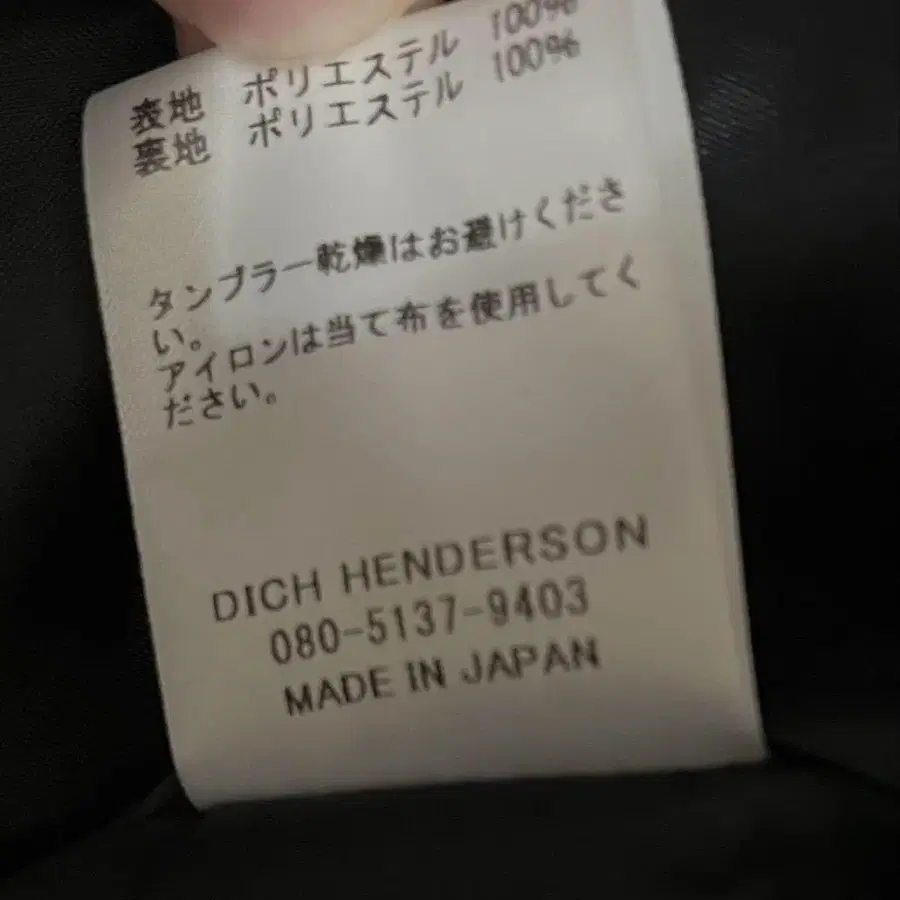 表地 ポリエステル 100%
裏地 ポリエステル 100%
タンブラー乾燥はお避けくださ
い。
アイロンは当て布を使用してく
ださい。
DICH HENDERSON
080-5137-9403
MADE IN JAPAN